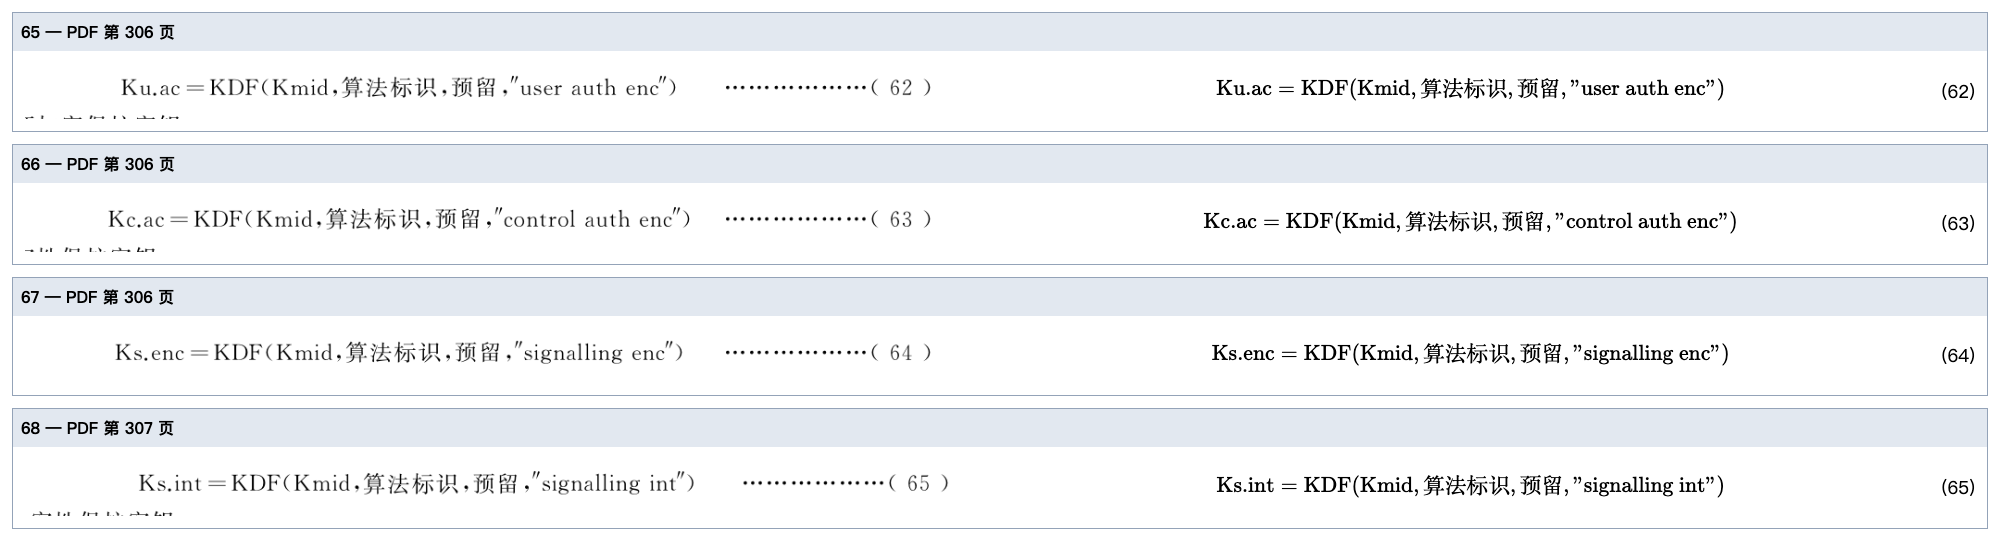 65 — PDF 第 306 页
Ku.ac=KDF(Kmid,算法标识,预留,"user auth enc") ………………( 62 ) Ku.ac = KDF(Kmid, 算法标识, 预留, ”user auth enc”) (62)
66 — PDF 第 306 页
Kc.ac=KDF(Kmid,算法标识,预留,"control auth enc") ………………( 63 ) Kc.ac = KDF(Kmid, 算法标识, 预留, ”control auth enc”) (63)
67 — PDF 第 306 页
Ks.enc=KDF(Kmid,算法标识,预留,"signalling enc") ………………( 64 ) Ks.enc = KDF(Kmid, 算法标识, 预留, ”signalling enc”) (64)
68 — PDF 第 307 页
Ks.int=KDF(Kmid,算法标识,预留,"signalling int") ………………( 65 ) Ks.int = KDF(Kmid, 算法标识, 预留, ”signalling int”) (65)